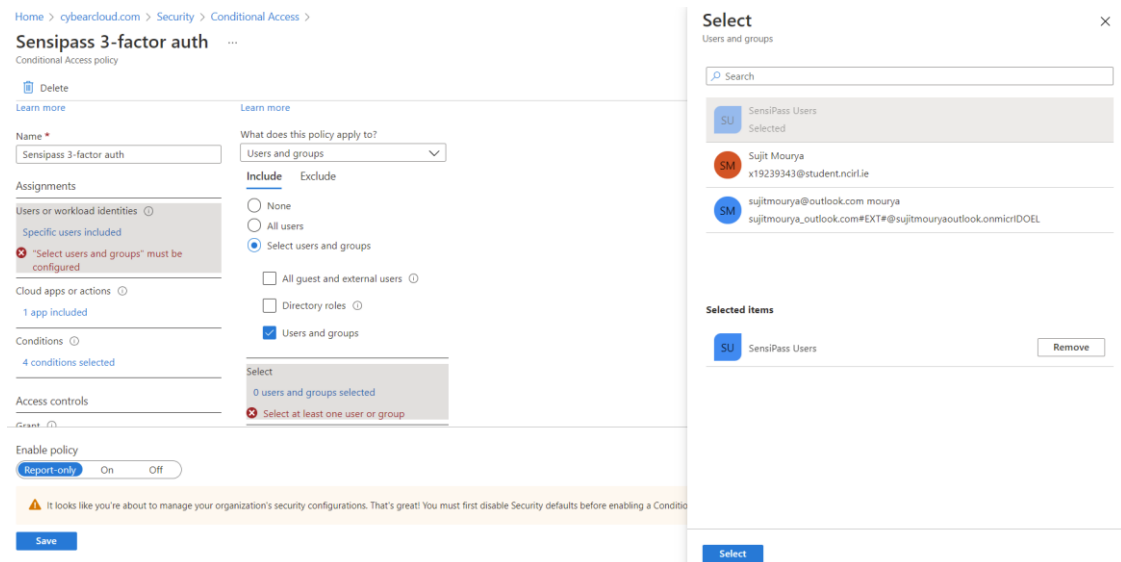 Home > cybearcloud.com > Security > Conditional Access >
Sensipass 3-factor auth ...
Conditional Access policy
Delete
Learn more
Name *
Sensipass 3-factor auth
Assignments
Users or workload identities
Specific users included
"Select users and groups" must be
configured
Cloud apps or actions
1 app included
Conditions
4 conditions selected
Access controls
Grant
Learn more
What does this policy apply to?
Users and groups
Include Exclude
None
All users
Select users and groups
All guest and external users
Directory roles
Users and groups
Select
0 users and groups selected
Select at least one user or group
Enable policy
Report-only On Off
It looks like you're about to manage your organization's security configurations. That's great! You must first disable Security defaults before enabling a Conditio
Save
Select
Users and groups
Search
SU SensiPass Users
Selected
SM Sujit Mourya
x19239343@student.ncirl.ie
SM sujitmourya@outlook.com mourya
sujitmourya_outlook.com#EXT#@sujitmouryaoutlook.onmicrIDOEL
Selected items
SU SensiPass Users Remove
Select